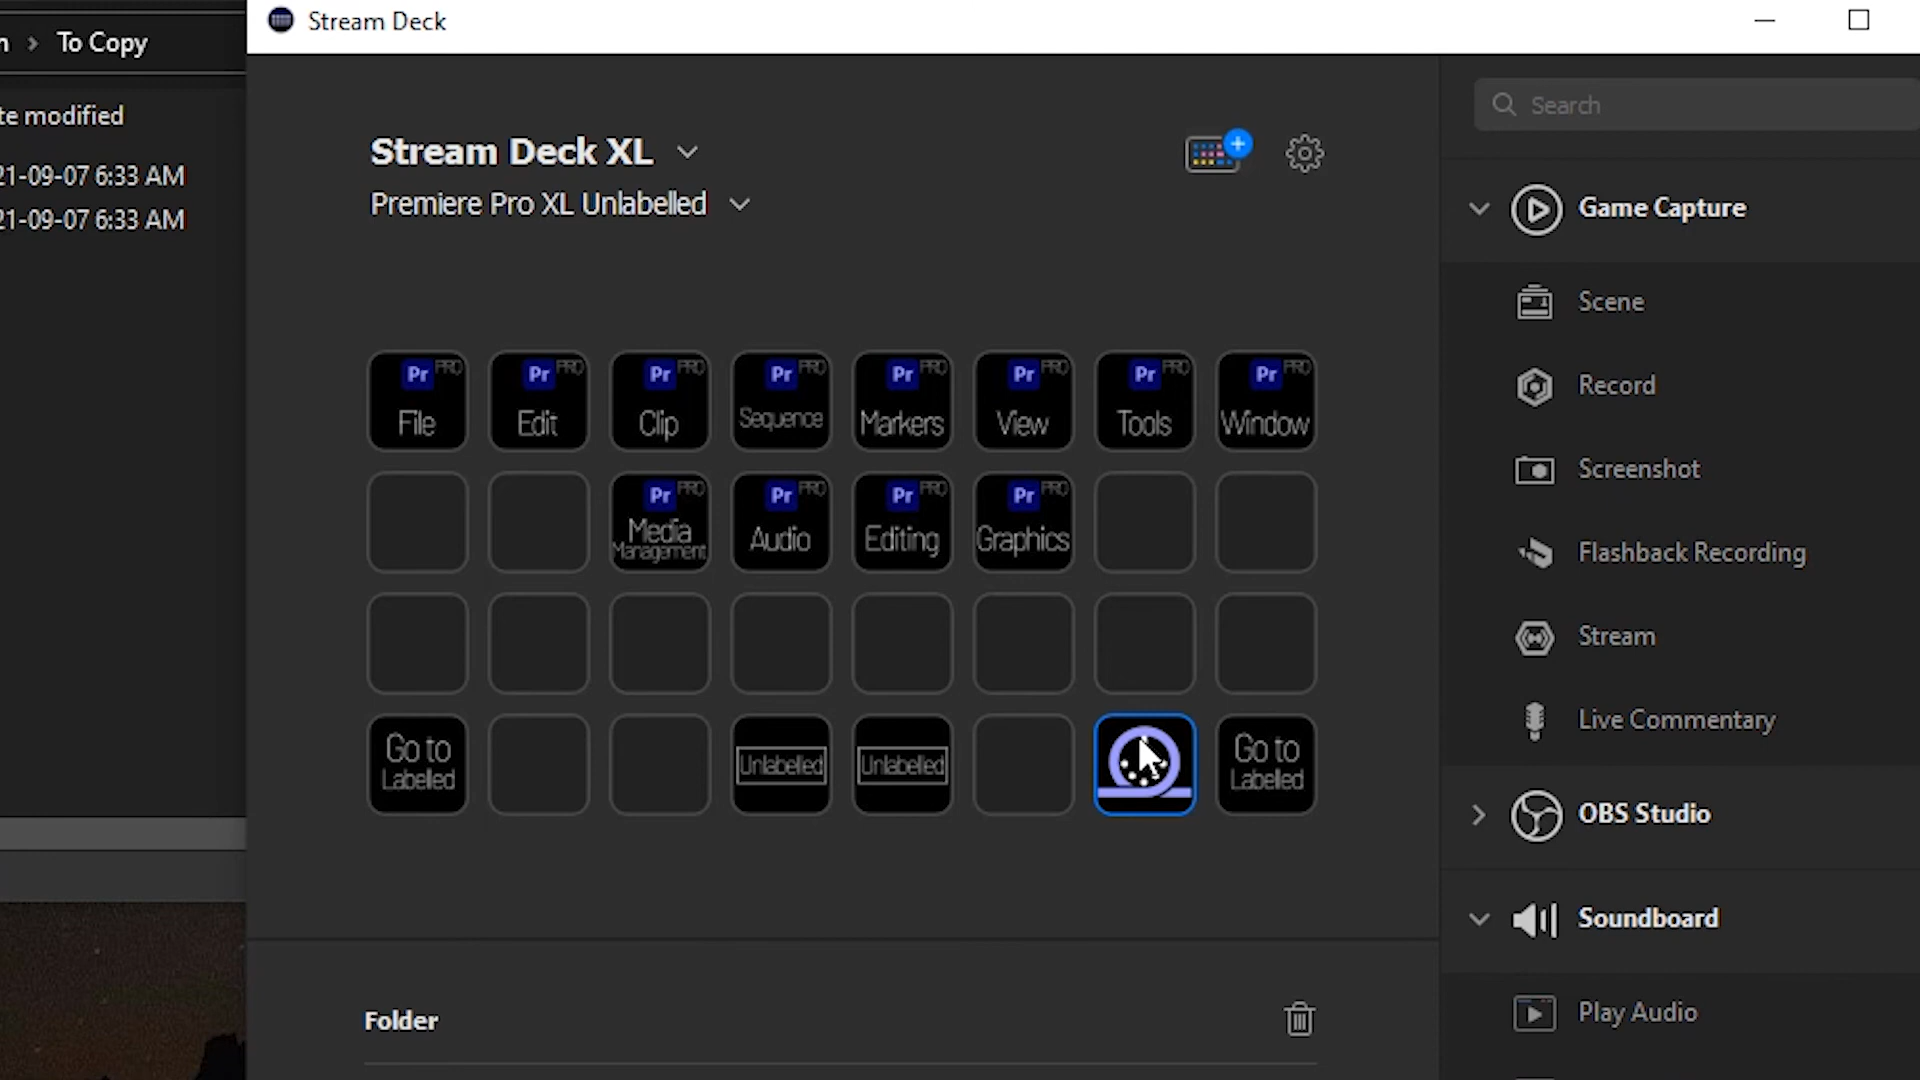 Stream Deck
n > To Copy
te modified
21-09-07 6:33 AM
21-09-07 6:33 AM
Stream Deck XL
Premiere Pro XL Unlabelled
Search
Game Capture
Scene
Record
Screenshot
Flashback Recording
Stream
Live Commentary
OBS Studio
Soundboard
Play Audio
Pr PRO
File
Pr PRO
Edit
Pr PRO
Clip
Pr PRO
Sequence
Pr PRO
Markers
Pr PRO
View
Pr PRO
Tools
Pr PRO
Window
Pr PRO
Media
Management
Pr PRO
Audio
Pr PRO
Editing
Pr PRO
Graphics
Go to
Labelled
Unlabelled
Unlabelled
Go to
Labelled
Folder